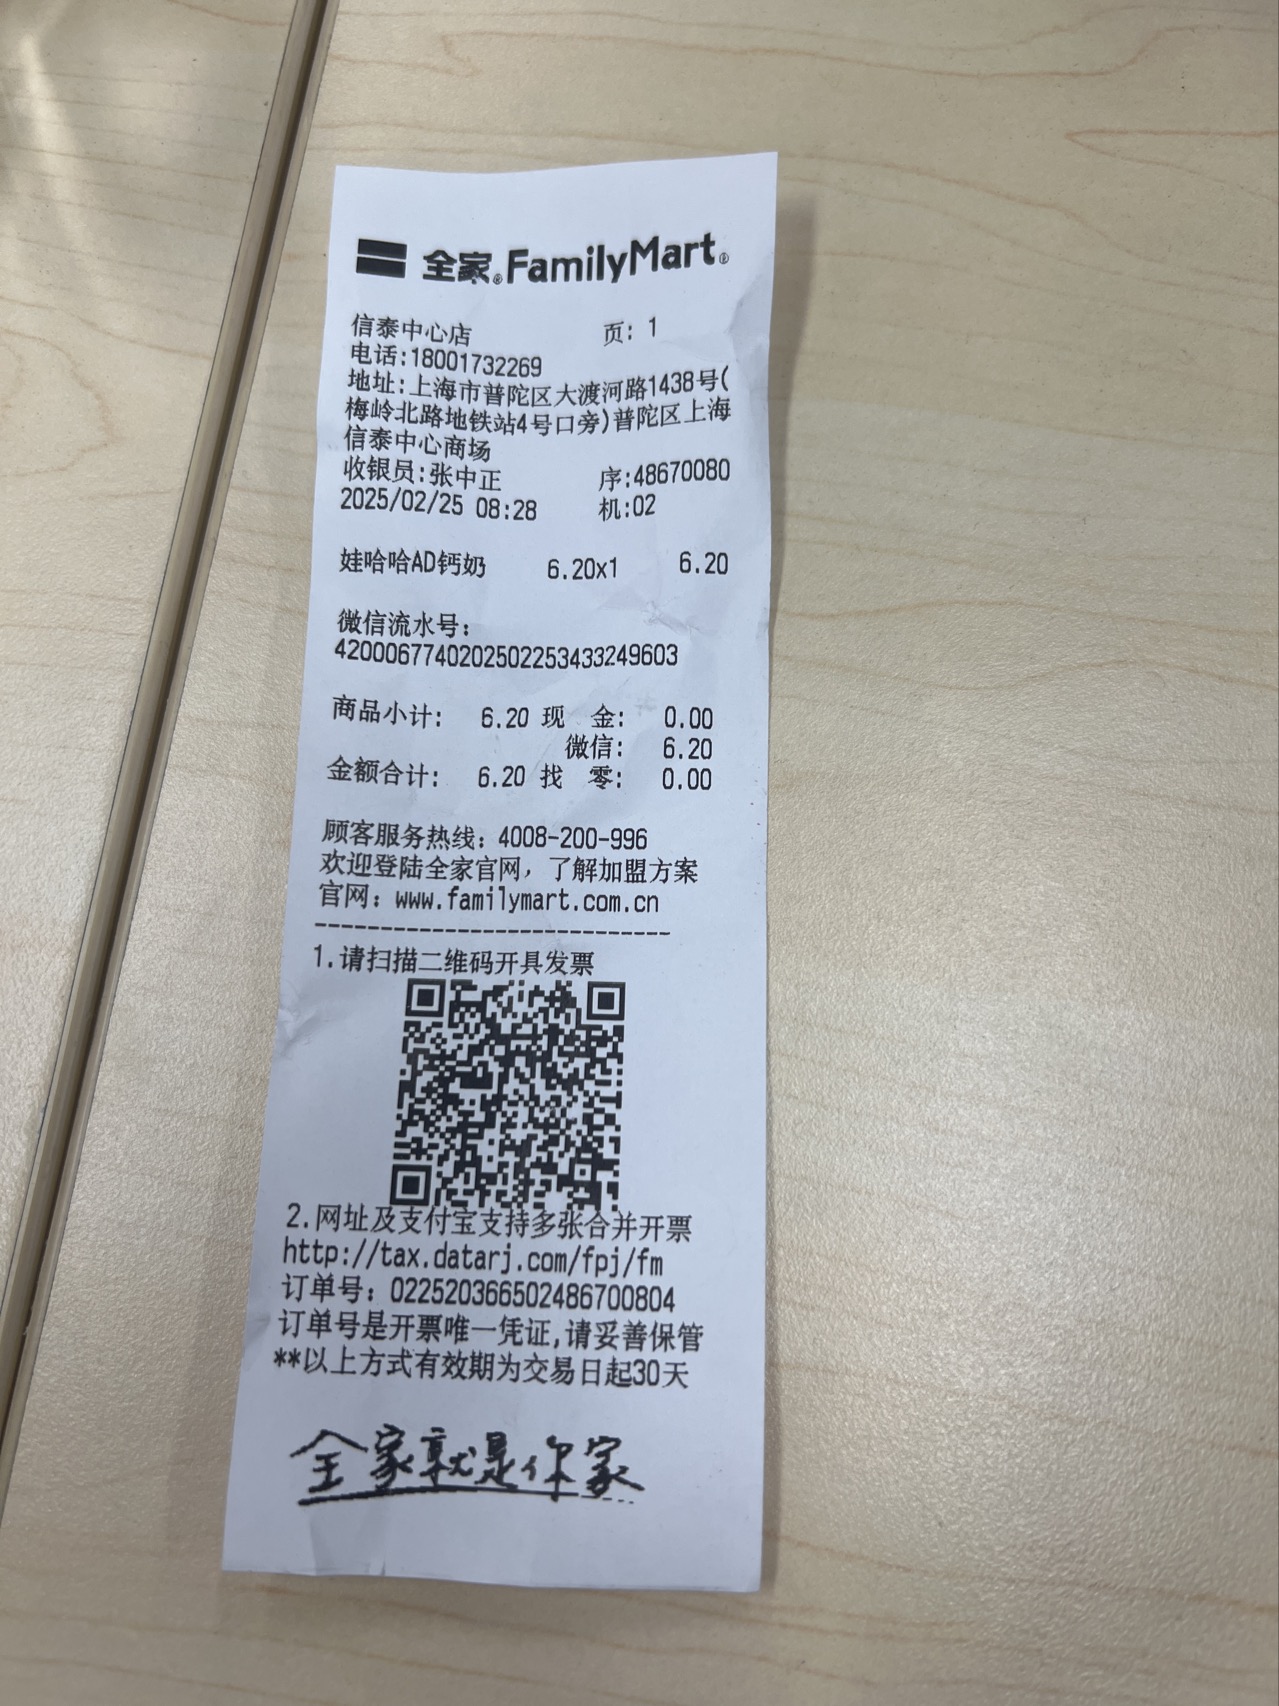 全家®FamilyMart®
信泰中心店 页: 1
电话:18001732269
地址:上海市普陀区大渡河路1438号(
梅岭北路地铁站4号口旁)普陀区上海
信泰中心商场
收银员:张中正 序:48670080
2025/02/25 08:28 机:02
娃哈哈AD钙奶 6.20x1 6.20
微信流水号:
4200067740202502253433249603
商品小计: 6.20 现 金: 0.00
微信: 6.20
金额合计: 6.20 找 零: 0.00
顾客服务热线: 4008-200-996
欢迎登陆全家官网, 了解加盟方案
官网: www.familymart.com.cn
---------------------------
1.请扫描二维码开具发票
2.网址及支付宝支持多张合并开票
http://tax.datarj.com/fpj/fm
订单号: 022520366502486700804
订单号是开票唯一凭证,请妥善保管
**以上方式有效期为交易日起30天
全家就是你家